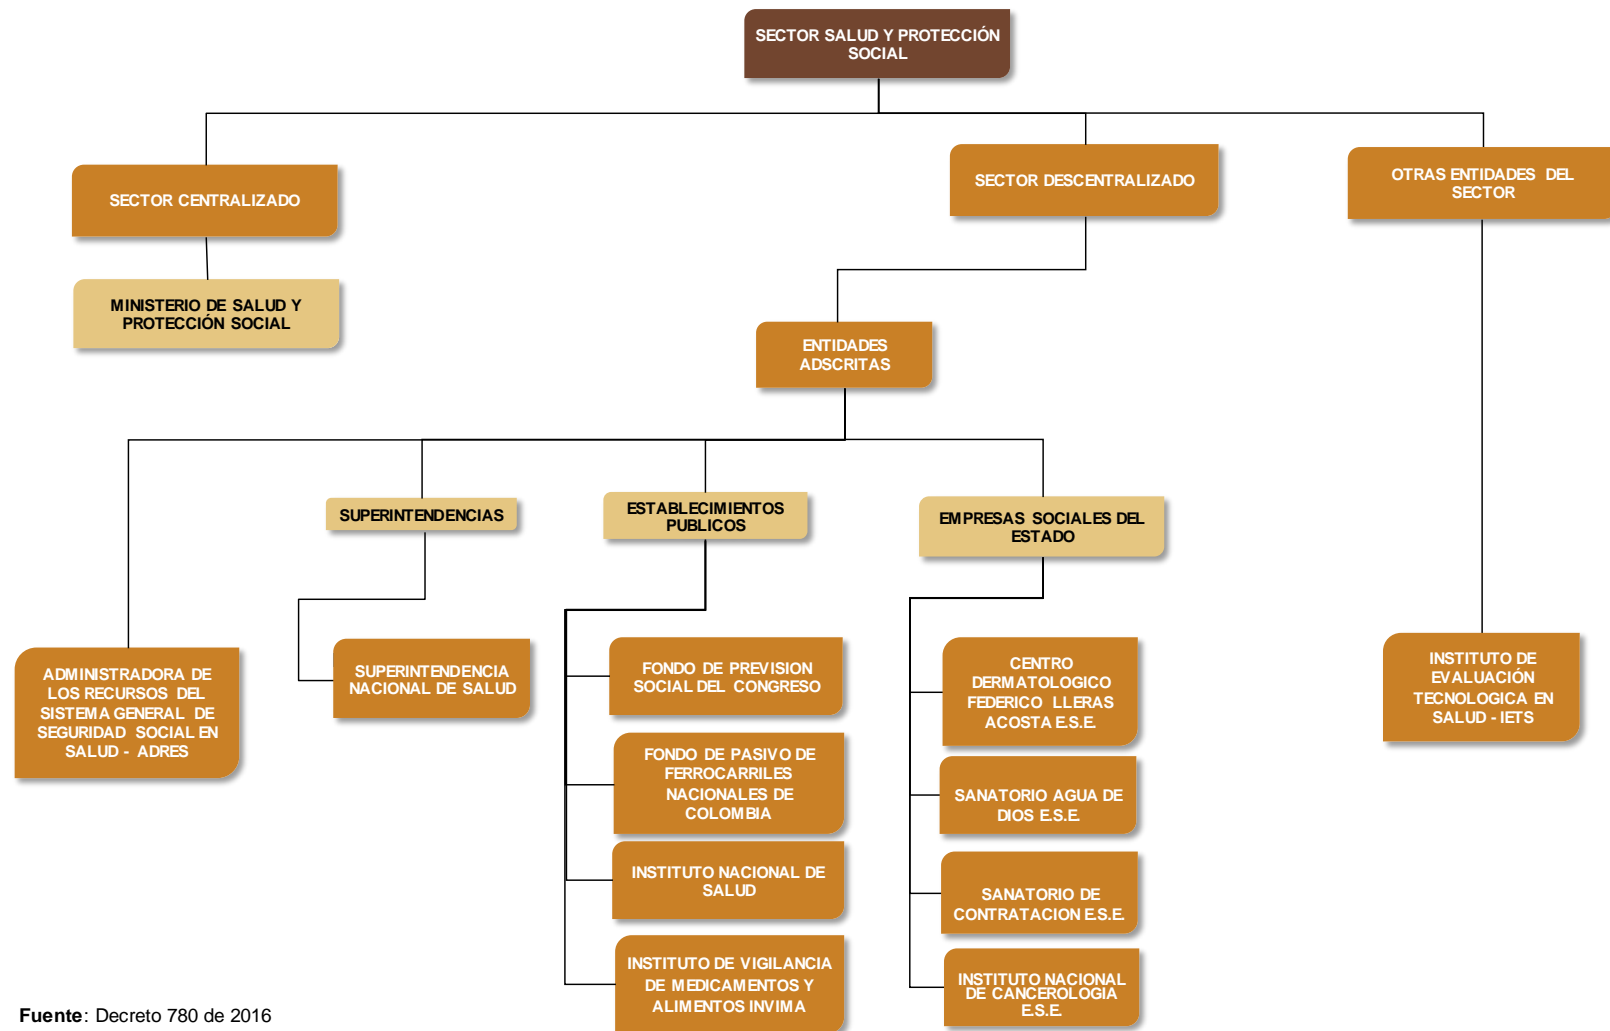 SECTOR SALUD Y PROTECCIÓN
SOCIAL
SECTOR CENTRALIZADO
SECTOR DESCENTRALIZADO
OTRAS ENTIDADES DEL
SECTOR
MINISTERIO DE SALUD Y
PROTECCIÓN SOCIAL
ENTIDADES
ADSCRITAS
SUPERINTENDENCIAS
ESTABLECIMIENTOS
PUBLICOS
EMPRESAS SOCIALES DEL
ESTADO
ADMINISTRADORA DE
LOS RECURSOS DEL
SISTEMA GENERAL DE
SEGURIDAD SOCIAL EN
SALUD - ADRES
SUPERINTENDENCIA
NACIONAL DE SALUD
FONDO DE PREVISION
SOCIAL DEL CONGRESO
FONDO DE PASIVO DE
FERROCARRILES
NACIONALES DE
COLOMBIA
INSTITUTO NACIONAL DE
SALUD
INSTITUTO DE VIGILANCIA
DE MEDICAMENTOS Y
ALIMENTOS INVIMA
CENTRO
DERMATOLOGICO
FEDERICO LLERAS
ACOSTA E.S.E.
SANATORIO AGUA DE
DIOS E.S.E.
SANATORIO DE
CONTRATACION E.S.E.
INSTITUTO NACIONAL
DE CANCEROLOGIA
E.S.E.
INSTITUTO DE
EVALUACIÓN
TECNOLOGICA EN
SALUD - IETS
Fuente: Decreto 780 de 2016